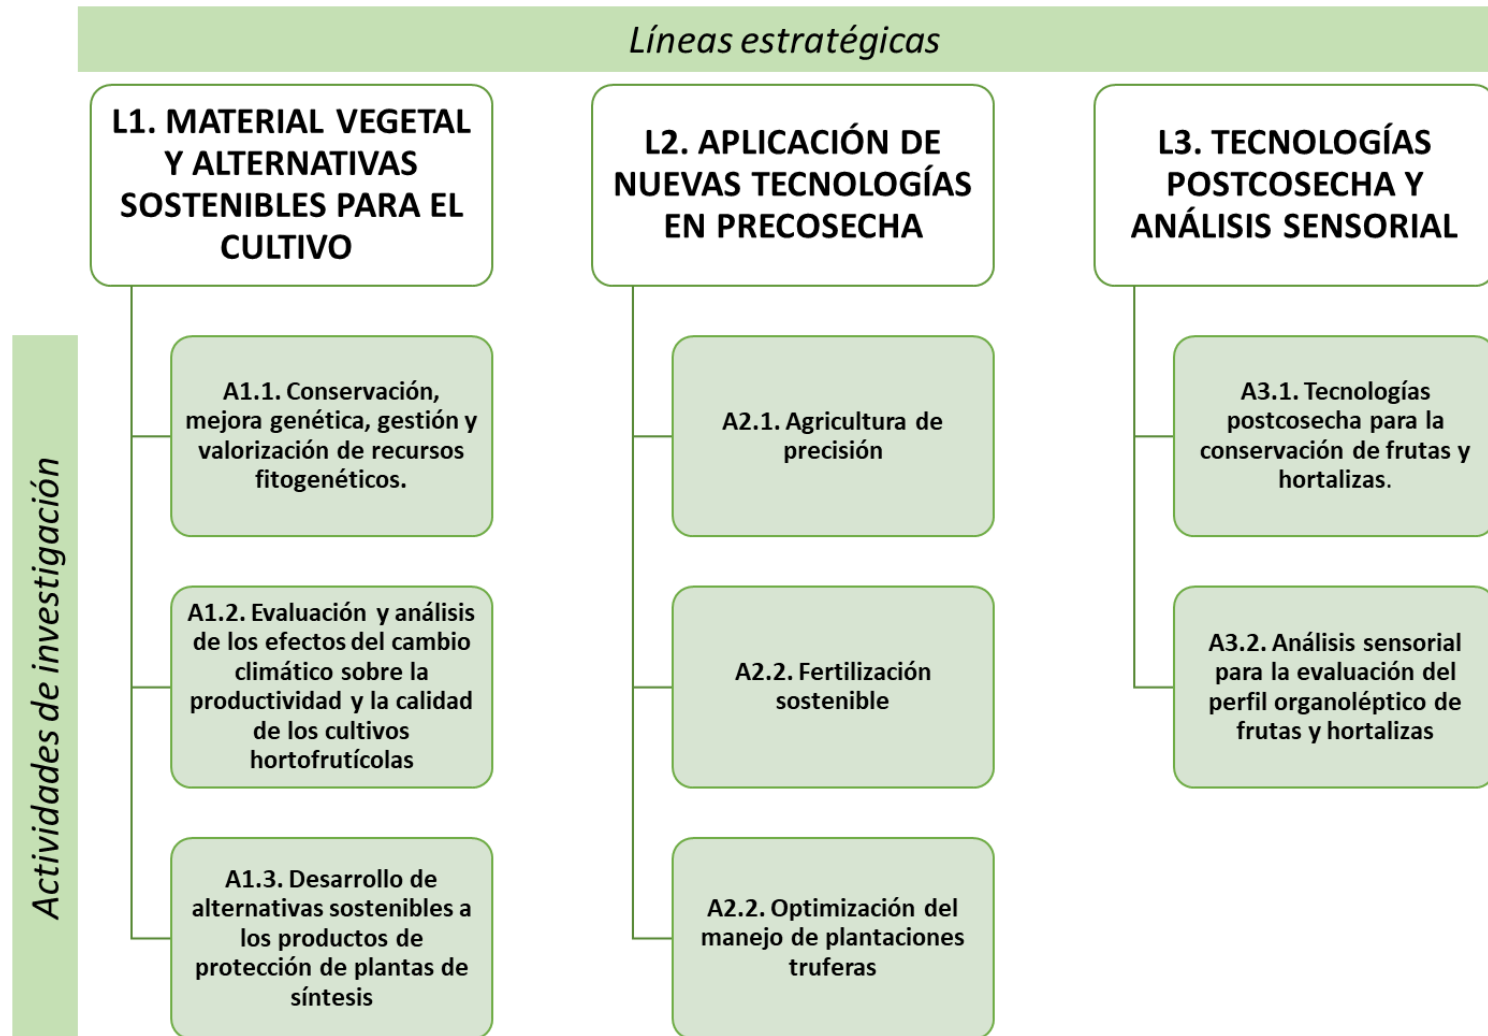 Líneas estratégicas
L1. MATERIAL VEGETAL
Y ALTERNATIVAS
SOSTENIBLES PARA EL
CULTIVO
L2. APLICACIÓN DE
NUEVAS TECNOLOGÍAS
EN PRECOSECHA
L3. TECNOLOGÍAS
POSTCOSECHA Y
ANÁLISIS SENSORIAL
Actividades de investigación
A1.1. Conservación,
mejora genética, gestión y
valorización de recursos
fitogenéticos.
A2.1. Agricultura de
precisión
A3.1. Tecnologías
postcosecha para la
conservación de frutas y
hortalizas.
A1.2. Evaluación y análisis
de los efectos del cambio
climático sobre la
productividad y la calidad
de los cultivos
hortofrutícolas
A2.2. Fertilización
sostenible
A3.2. Análisis sensorial
para la evaluación del
perfil organoléptico de
frutas y hortalizas
A1.3. Desarrollo de
alternativas sostenibles a
los productos de
protección de plantas de
síntesis
A2.2. Optimización del
manejo de plantaciones
truferas